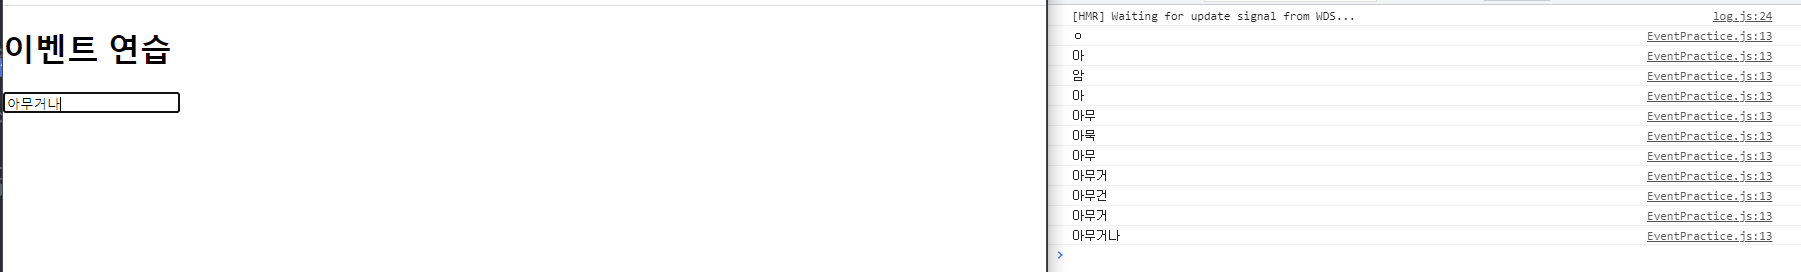 이벤트 연습
아무거나
[HMR] Waiting for update signal from WDS... log.js:24
ㅇ EventPractice.js:13
아 EventPractice.js:13
암 EventPractice.js:13
아 EventPractice.js:13
아무 EventPractice.js:13
아묵 EventPractice.js:13
아무 EventPractice.js:13
아무거 EventPractice.js:13
아무건 EventPractice.js:13
아무거 EventPractice.js:13
아무거나 EventPractice.js:13